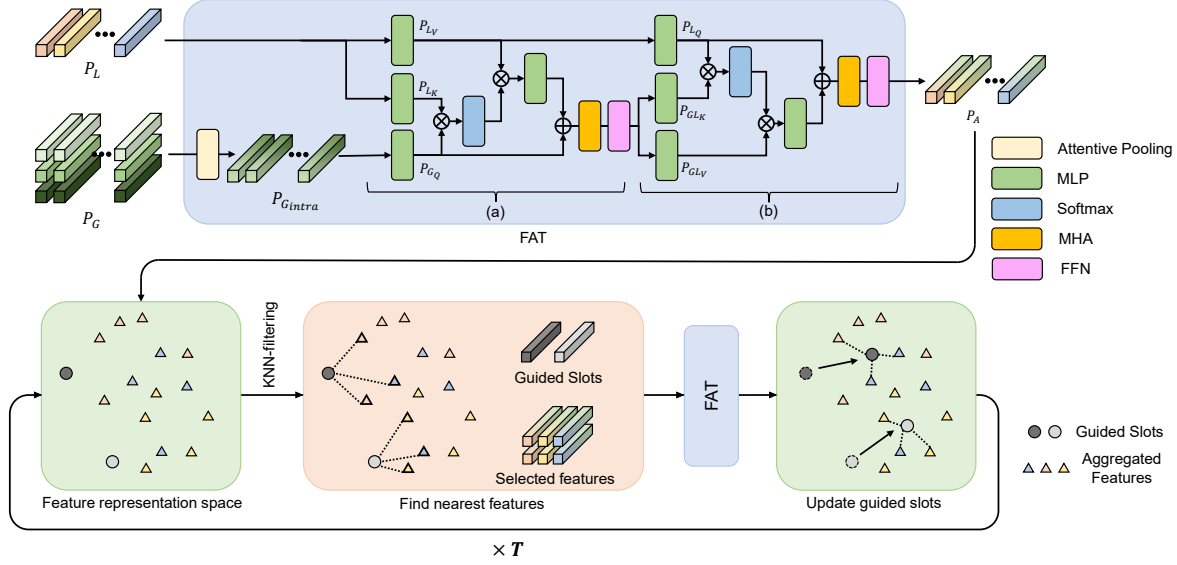 P_L
P_G
P_{G_{intra}}
P_{L_V}
P_{L_K}
P_{G_Q}
P_{L_Q}
P_{GL_K}
P_{GL_V}
(a)
(b)
FAT
P_A
Attentive Pooling
MLP
Softmax
MHA
FFN
KNN-filtering
Guided Slots
Selected features
FAT
Feature representation space
Find nearest features
Update guided slots
Guided Slots
Aggregated
Features
× T